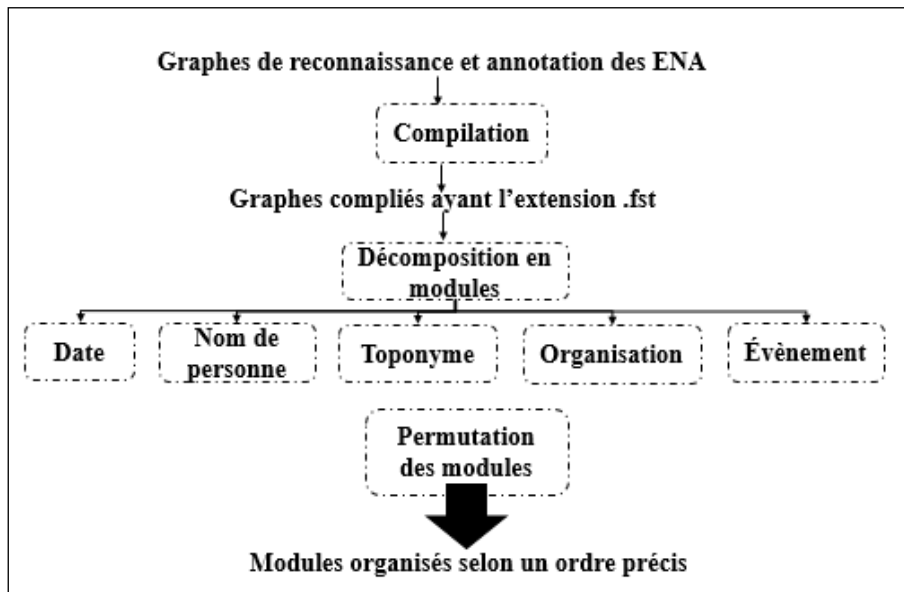 Graphes de reconnaissance et annotation des ENA
Compilation
Graphes compliés ayant l'extension .fst
Décomposition en
modules
Date
Nom de
personne
Toponyme
Organisation
Évènement
Permutation
des modules
Modules organisés selon un ordre précis